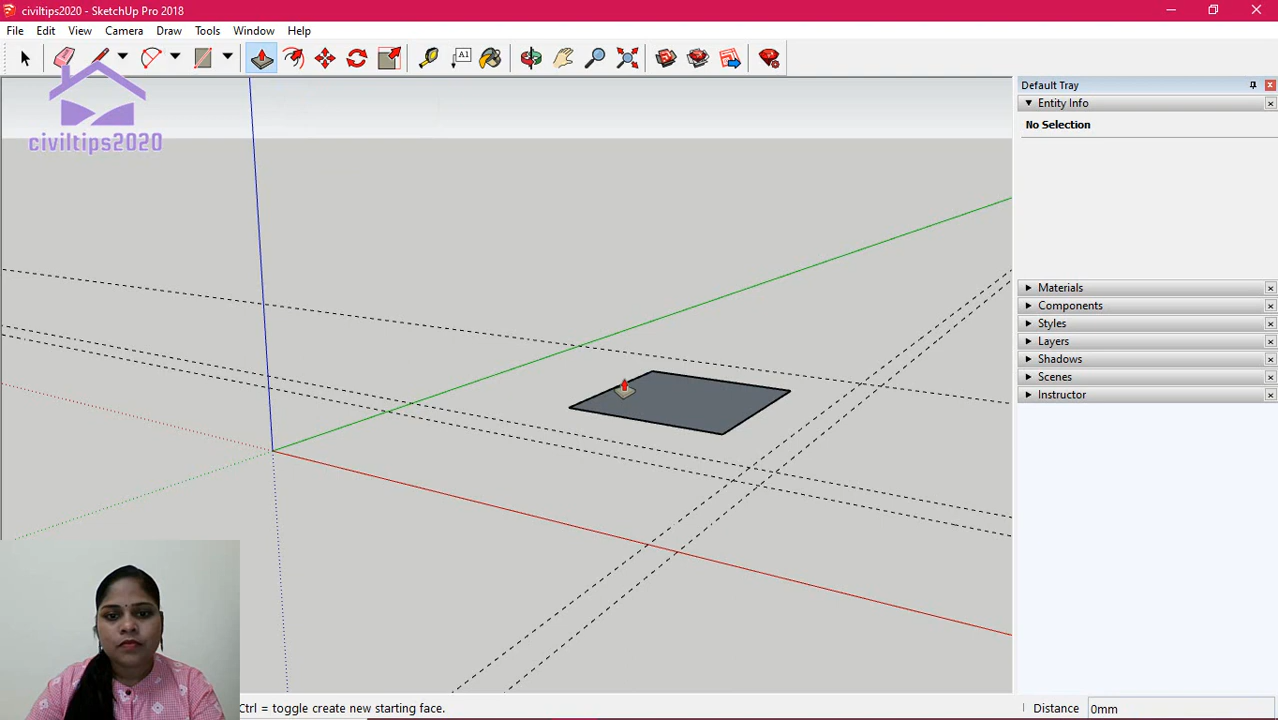 civiltips2020 - SketchUp Pro 2018
File Edit View Camera Draw Tools Window Help
A1
civiltips2020
Default Tray
Entity Info
No Selection
Materials
Components
Styles
Layers
Shadows
Scenes
Instructor
Ctrl = toggle create new starting face.
Distance 0mm